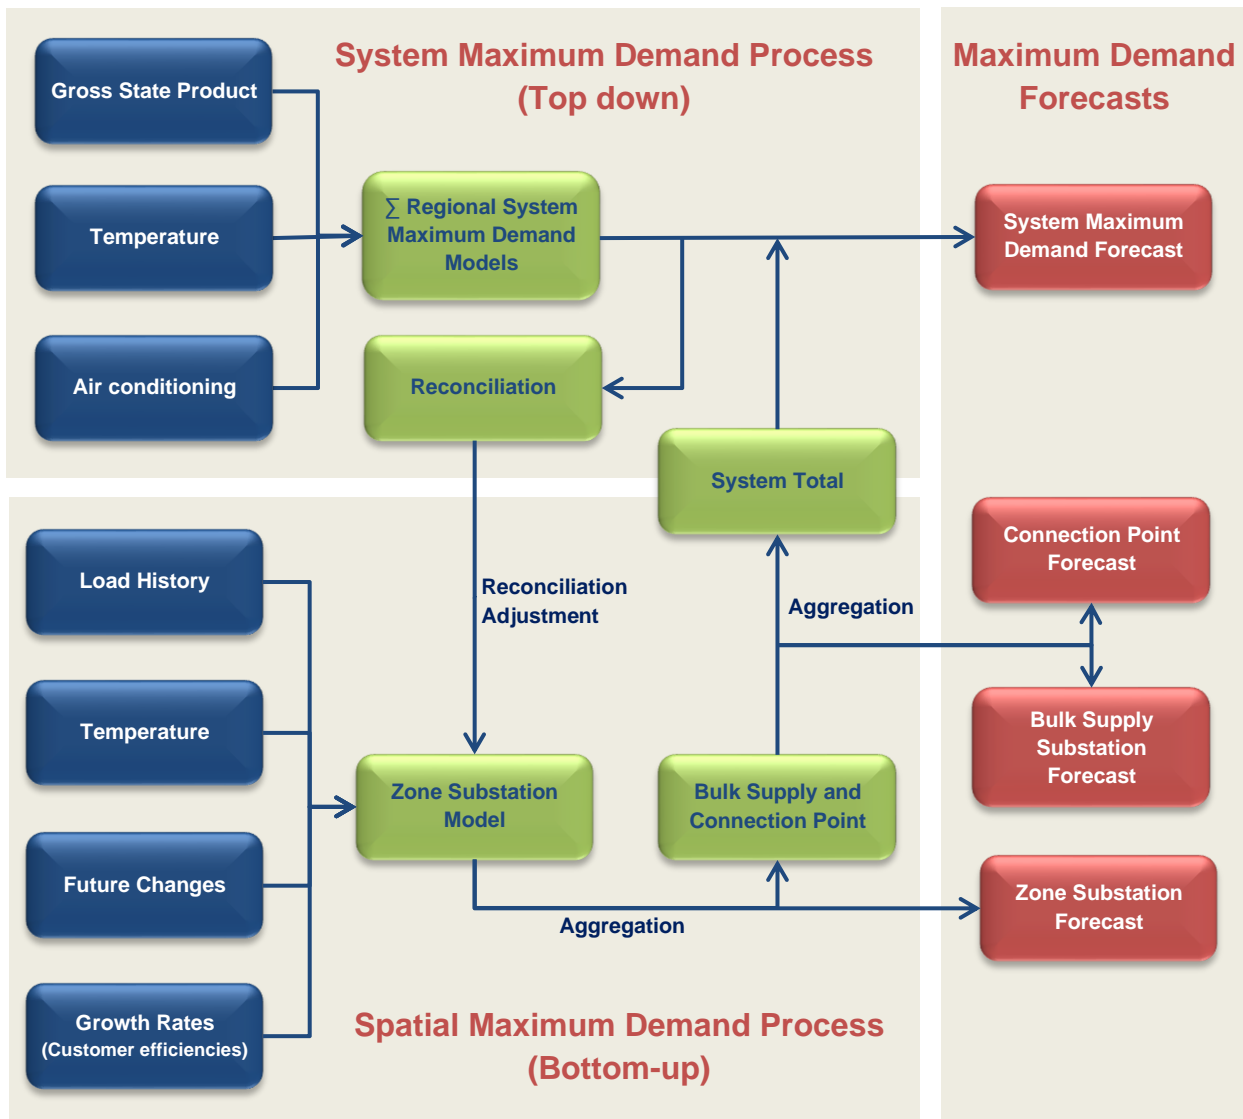 System Maximum Demand Process
(Top down)
Maximum Demand
Forecasts
Gross State Product
Temperature
Air conditioning
∑ Regional System
Maximum Demand
Models
Reconciliation
System Maximum
Demand Forecast
System Total
Load History
Temperature
Future Changes
Growth Rates
(Customer efficiencies)
Reconciliation
Adjustment
Aggregation
Zone Substation
Model
Bulk Supply and
Connection Point
Aggregation
Connection Point
Forecast
Bulk Supply
Substation
Forecast
Zone Substation
Forecast
Spatial Maximum Demand Process
(Bottom-up)